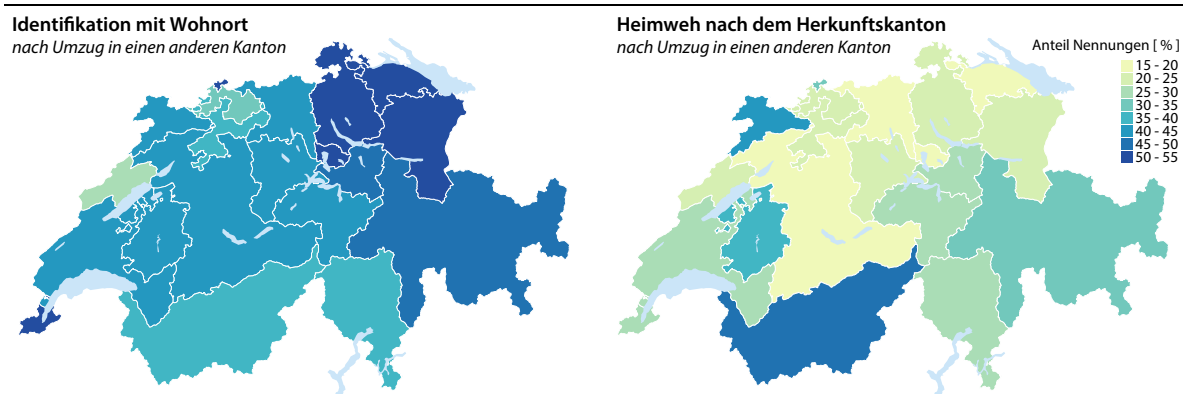 Identifikation mit Wohnort
nach Umzug in einen anderen Kanton
Heimweh nach dem Herkunftskanton
nach Umzug in einen anderen Kanton
Anteil Nennungen [ % ]
15 - 20
20 - 25
25 - 30
30 - 35
35 - 40
40 - 45
45 - 50
50 - 55